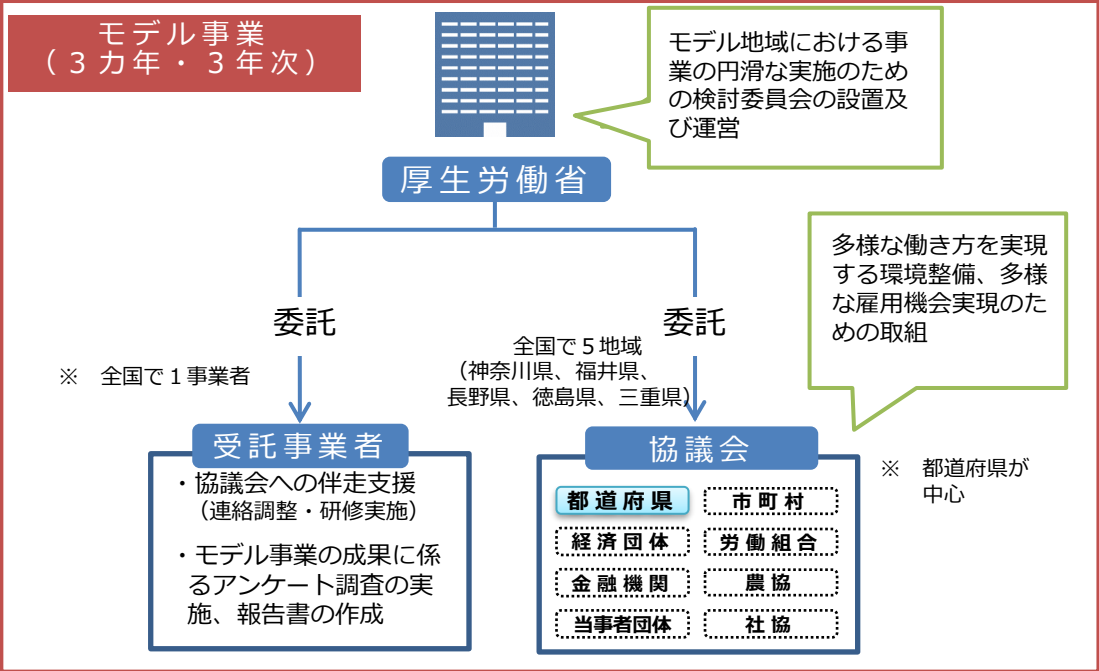 モデル事業
（３カ年・３年次）
モデル地域における事
業の円滑な実施のため
の検討委員会の設置及
び運営
厚生労働省
多様な働き方を実現
する環境整備、多様
な雇用機会実現のた
めの取組
委託
委託
※　全国で１事業者
全国で５地域
（神奈川県、福井県、
長野県、徳島県、三重県）
受託事業者
・協議会への伴走支援
（連絡調整・研修実施）
・モデル事業の成果に係
るアンケート調査の実
施、報告書の作成
協議会
※　都道府県が
中心
都道府県
市町村
経済団体
労働組合
金融機関
農協
当事者団体
社協